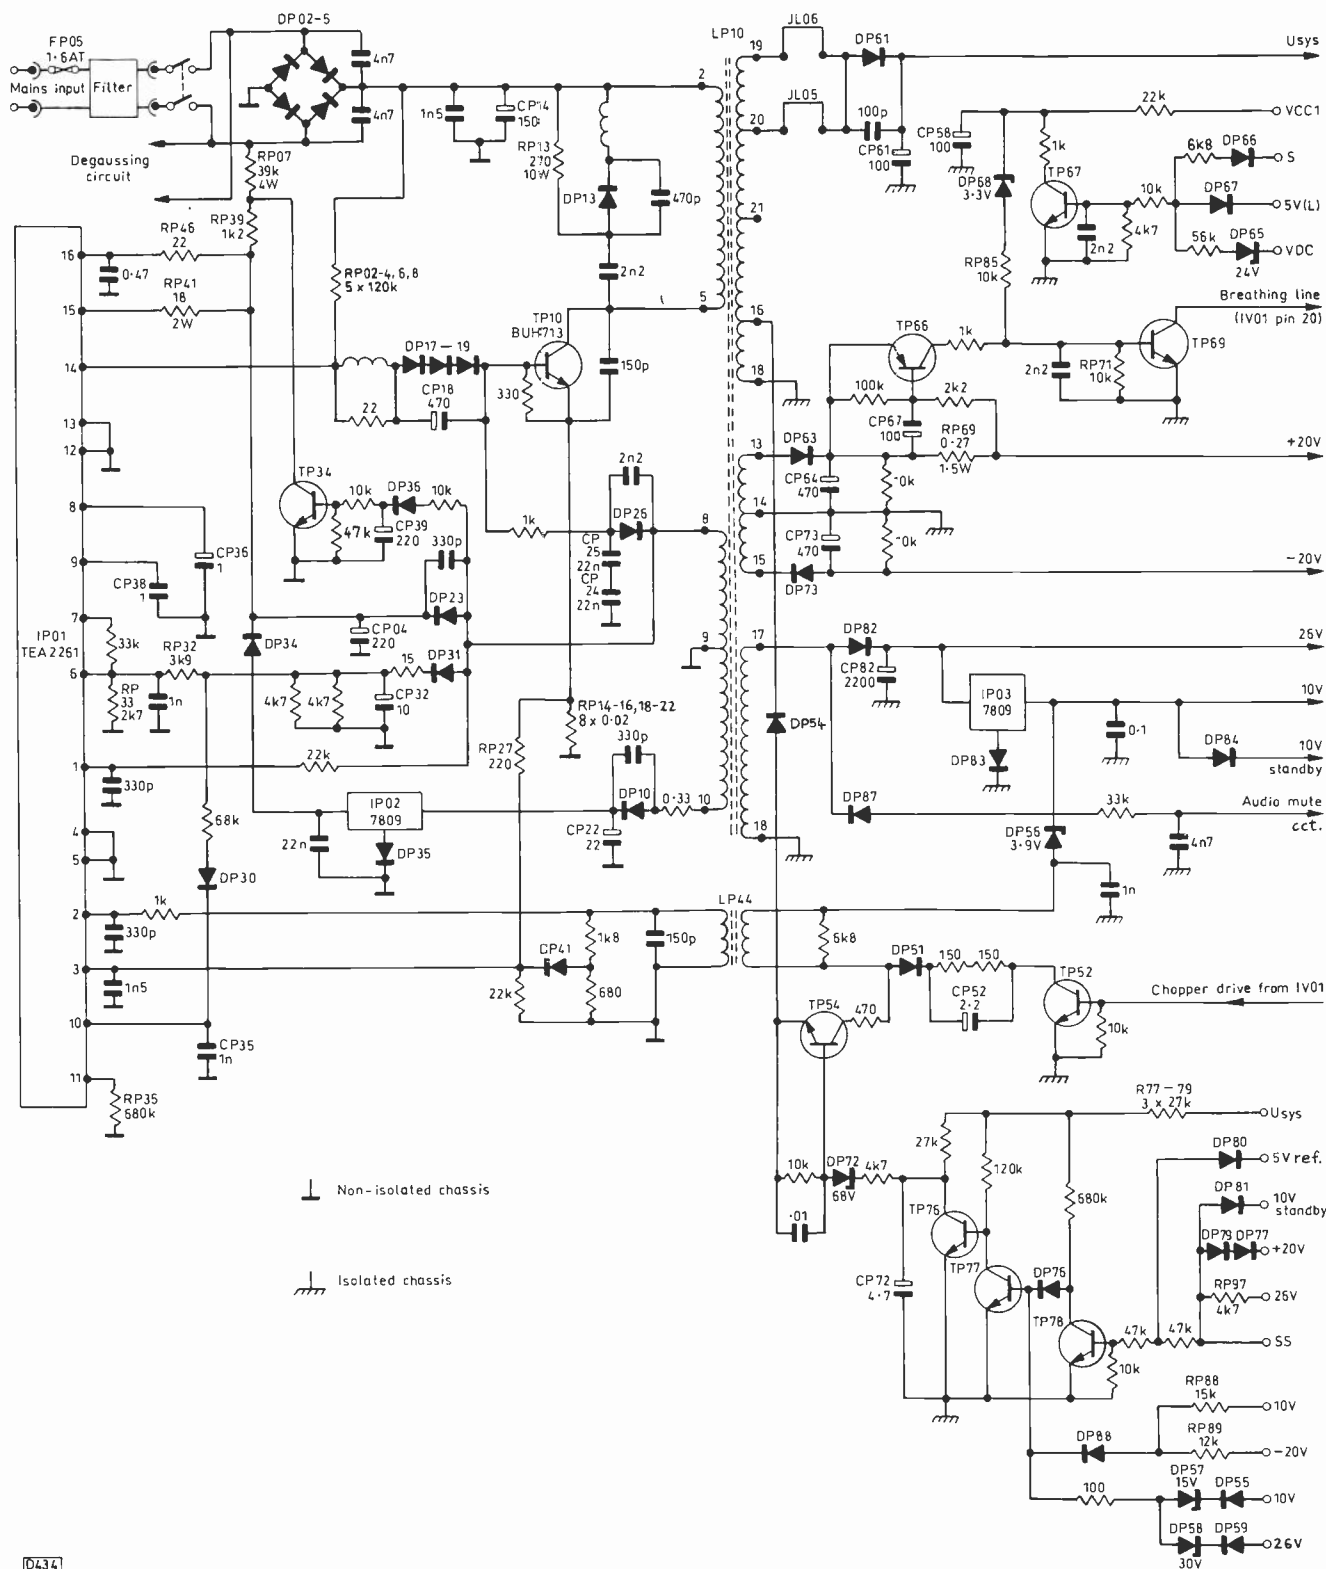 DP02-5
FP05
1·6AT
Mains input
Filter
4n7
4n7
Degaussing
circuit
RP07
39k
4W
RP39
1k2
1n5
CP14
150
RP13
270
10W
DP13
470p
2n2
LP10
2
5
19
20
21
16
18
JL06
JL05
DP61
100p
CP61
100
Usys
CP58
100
22k
VCC1
1k
TP67
DP68
3·3V
6k8
DP66
S
10k
DP67
5V(L)
4k7
2n2
56k
DP65
24V
VDC
RP85
10k
Breathing line
(IV01 pin 20)
TP66
1k
TP69
2n2
RP71
10k
100k
2k2
CP67
100
RP69
0·27
1·5W
16
RP46
22
0·47
15
RP41
18
2W
RP02-4,6,8
5 x 120k
TP10
BUH713
14
DP17-19
CP18
470
22
330
150p
13
12
8
9
7
6
1
4
5
2
3
10
11
IP01
TEA2261
TP34
10k
DP36
10k
47k
CP39
220
330p
CP36
1
CP38
1
DP23
33k
RP32
3k9
DP34
CP04
220
15
DP31
RP
33
2k7
1n
4k7
4k7
CP32
10
22k
330p
2n2
1k
DP26
CP
25
22n
CP
24
22n
8
9
10
RP27
220
RP14-16,18-22
8 x 0·02
330p
DP10
0·33
CP22
22
IP02
7809
22n
DP35
68k
DP30
13
DP63
+20V
CP64
470
10k
14
CP73
470
10k
15
DP73
-20V
17
DP82
26V
CP82
2200
IP03
7809
10V
DP54
DP83
0·1
DP84
10V
standby
DP87
33k
Audio mute
cct.
DP56
3·9V
4n7
18
1n
1k
330p
LP44
1k8
150p
6k8
1n5
DP41
22k
680
CP35
1n
RP35
680k
DP51
150
150
TP52
CP52
2·2
Chopper drive from IV01
TP54
470
10k
R77-79
3 x 27k
Usys
27k
120k
680k
DP80
5V ref.
DP81
10V
standby
10k
DP72
68V
4k7
·01
TP76
DP79
DP77
+20V
TP77
DP76
RP97
4k7
26V
CP72
4·7
TP78
47k
47k
SS
10k
RP88
15k
10V
DP88
RP89
12k
-20V
100
DP57
15V
DP55
10V
DP58
30V
DP59
26V
Non-isolated chassis
Isolated chassis
D434